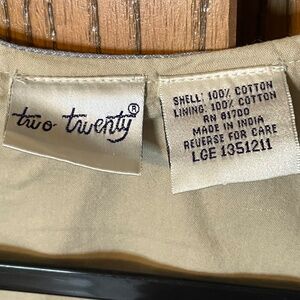 two twenty®
SHELL: 100% COTTON
LINING: 100% COTTON
RN 61700
MADE IN INDIA
REVERSE FOR CARE
LGE 1351211